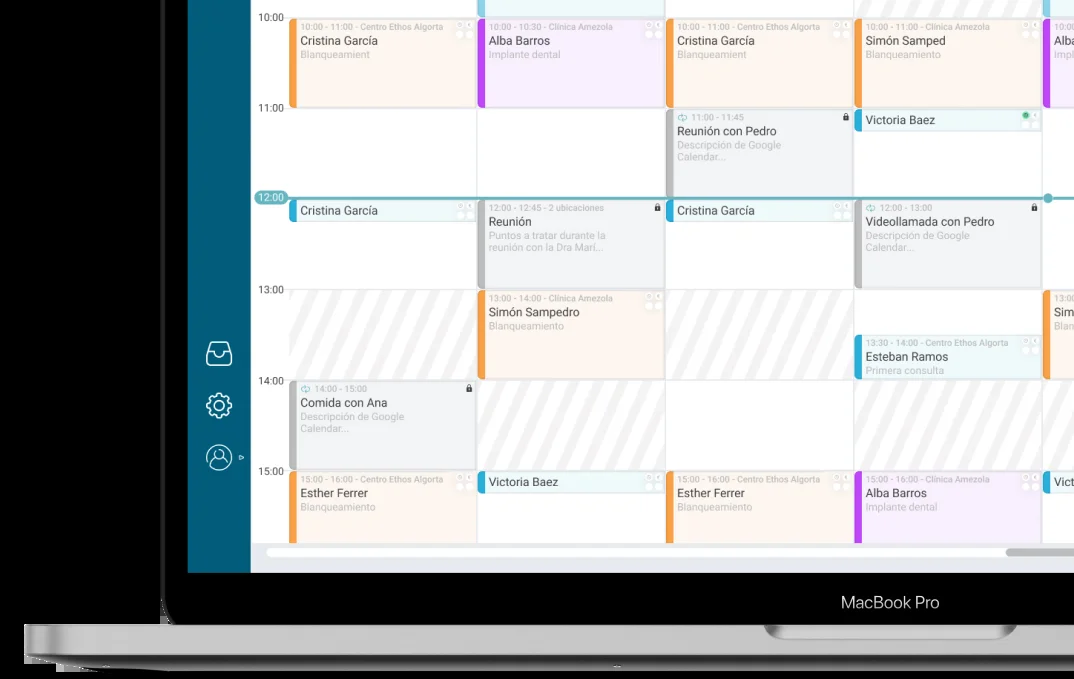 10:00
10:00 - 11:00 - Centro Ethos Algorta
Cristina García
Blanqueamient
10:00 - 10:30 - Clínica Amezola
Alba Barros
implante dental
10:00 - 11:00 - Centro Ethos Algorta
Cristina García
Blanqueamient
10:00 - 11:00 - Clínica Amezola
Simón Samped
Blanqueamiento
10:0
Alba
impl
11:00
11:00 - 11:45
Reunión con Pedro
Descripción de Google
Calendar...
Victoria Baez
12:00
Cristina García
12:00 - 12:45 - 2 ubicaciones
Reunión
Puntos a tratar durante la
reunión con la Dra Mari...
Cristina García
12:00 - 13:00
Videollamada con Pedro
Descripción de Google
Calendar...
13:00
13:00 - 14:00 - Clínica Amezola
Simón Sampedro
Blanqueamiento
13:30 - 14:00 - Centro Ethos Algorta
Esteban Ramos
Primera consulta
13:0
Sim
Blan
14:00
14:00 - 15:00
Comida con Ana
Descripción de Google
Calendar...
15:00
15:00 - 16:00 - Centro Ethos Algorta
Esther Ferrer
Blanqueamiento
Victoria Baez
15:00 - 16:00 - Centro Ethos Algorta
Esther Ferrer
Blanqueamiento
15:00 - 16:00 - Clínica Amezola
Alba Barros
implante dental
Vict
MacBook Pro